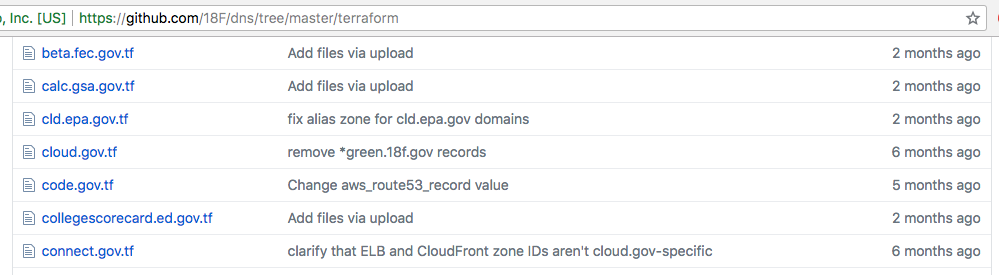 , Inc. [US] https://github.com/18F/dns/tree/master/terraform
beta.fec.gov.tf Add files via upload 2 months ago
calc.gsa.gov.tf Add files via upload 2 months ago
cld.epa.gov.tf fix alias zone for cld.epa.gov domains 2 months ago
cloud.gov.tf remove *green.18f.gov records 6 months ago
code.gov.tf Change aws_route53_record value 5 months ago
collegescorecard.ed.gov.tf Add files via upload 2 months ago
connect.gov.tf clarify that ELB and CloudFront zone IDs aren't cloud.gov-specific 6 months ago